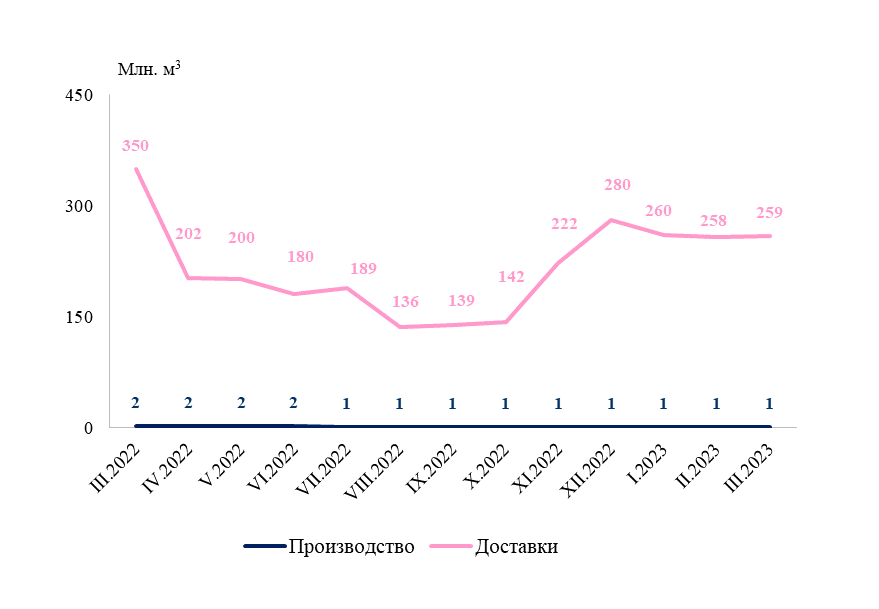 Млн. м³
450
300
150
0
350
202
200
180
189
136
139
142
222
280
260
258
259
2
2
2
2
1
1
1
1
1
1
1
1
1
III.2022
IV.2022
V.2022
VI.2022
VII.2022
VIII.2022
IX.2022
X.2022
XI.2022
XII.2022
I.2023
II.2023
III.2023
Производство
Доставки